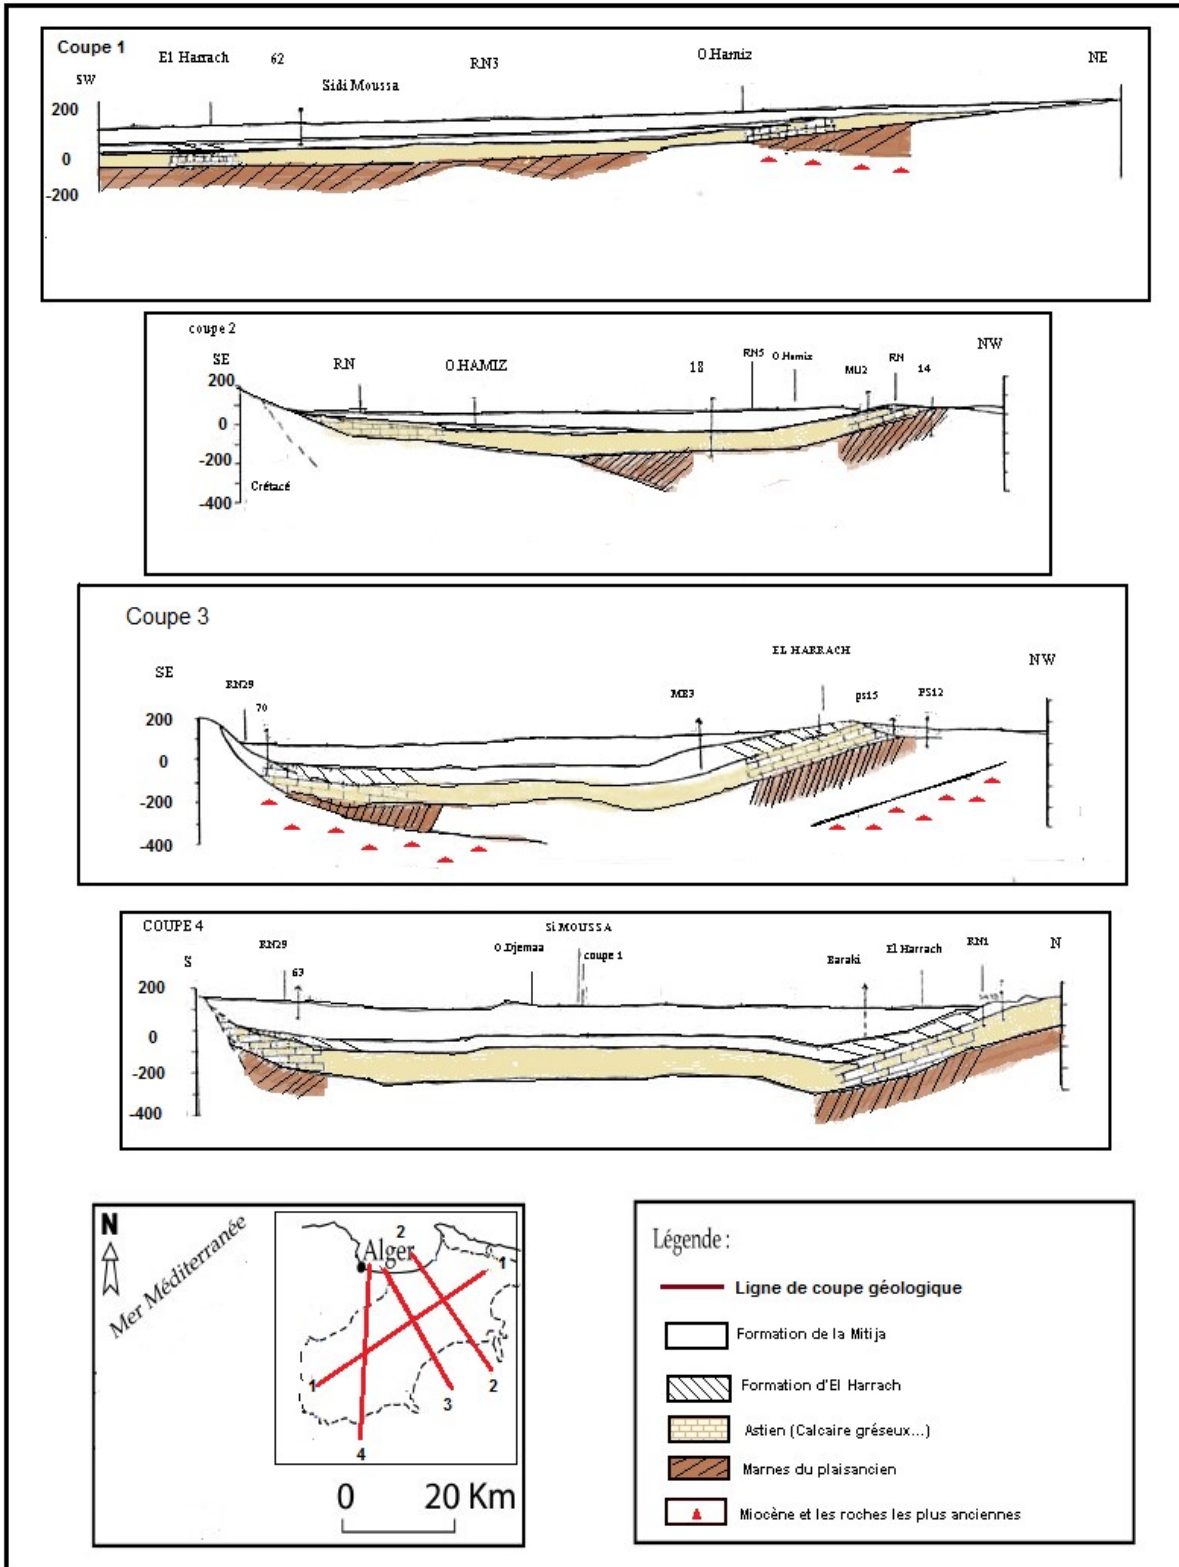 Coupe 1
El Harrach 62 RN3 O.Hamiz NE
SW Sidi Moussa
200
0
-200
coupe 2
SE RN O.HAMIZ 18 RN5 O.Hamiz MU2 RN 14 NW
200
0
-200
Crétacé
-400
Coupe 3
EL HARRACH
SE NW
RN29 70 ME3 ps15 PS12
200
0
-200
-400
COUPE 4 Si MOUSSA
S RN29 63 O.Djemaa coupe 1 Baraki El Harrach RN1 N
200
0
-200
-400
N
Mer Méditerranée
2
Alger
1
1
2
3
4
0 20 Km
Légende :
Ligne de coupe géologique
Formation de la Mitija
Formation d'El Harrach
Astien (Calcaire gréseux...)
Marnes du plaisancien
Miocène et les roches les plus anciennes